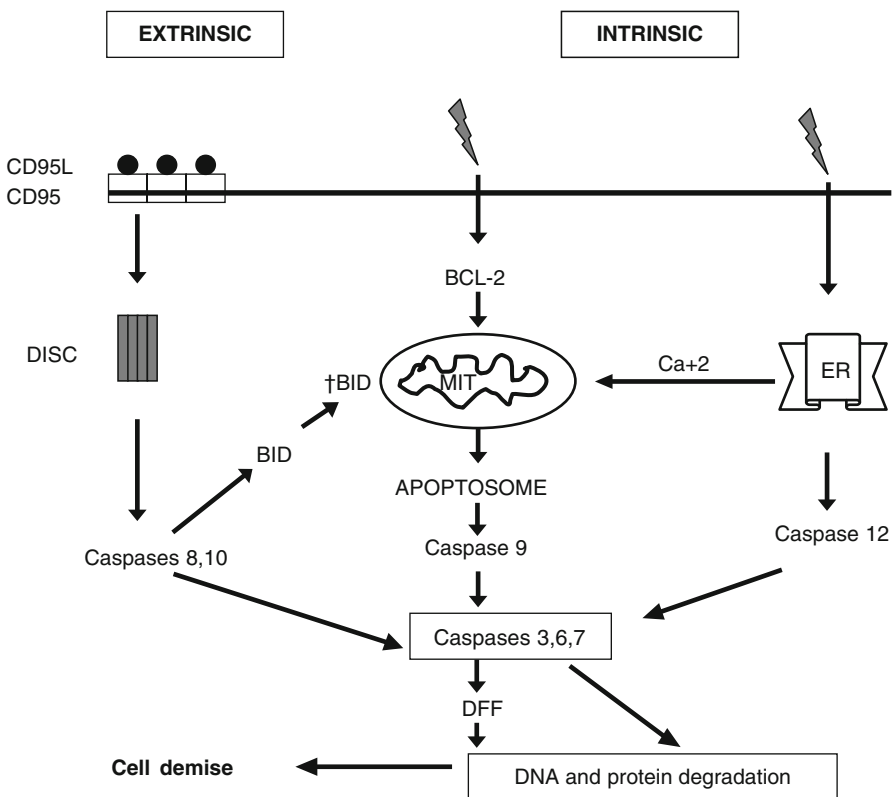 EXTRINSIC
INTRINSIC
CD95L
CD95
BCL-2
DISC
†BID
MIT
Ca+2
ER
BID
APOPTOSOME
Caspases 8,10
Caspase 9
Caspase 12
Caspases 3,6,7
DFF
Cell demise
DNA and protein degradation